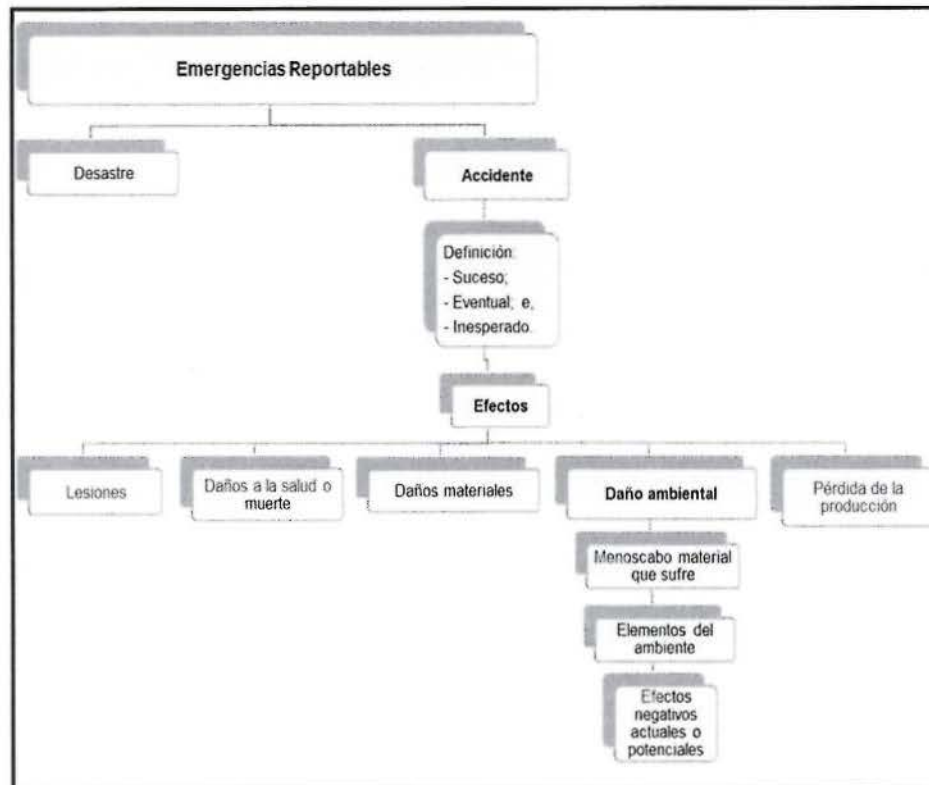 Emergencias Reportables
Desastre
Accidente
Definición:
- Suceso;
- Eventual; e,
- Inesperado.
Efectos
Lesiones
Daños a la salud o
muerte
Daños materiales
Daño ambiental
Pérdida de la
producción
Menoscabo material
que sufre
Elementos del
ambiente
Efectos
negativos
actuales o
potenciales